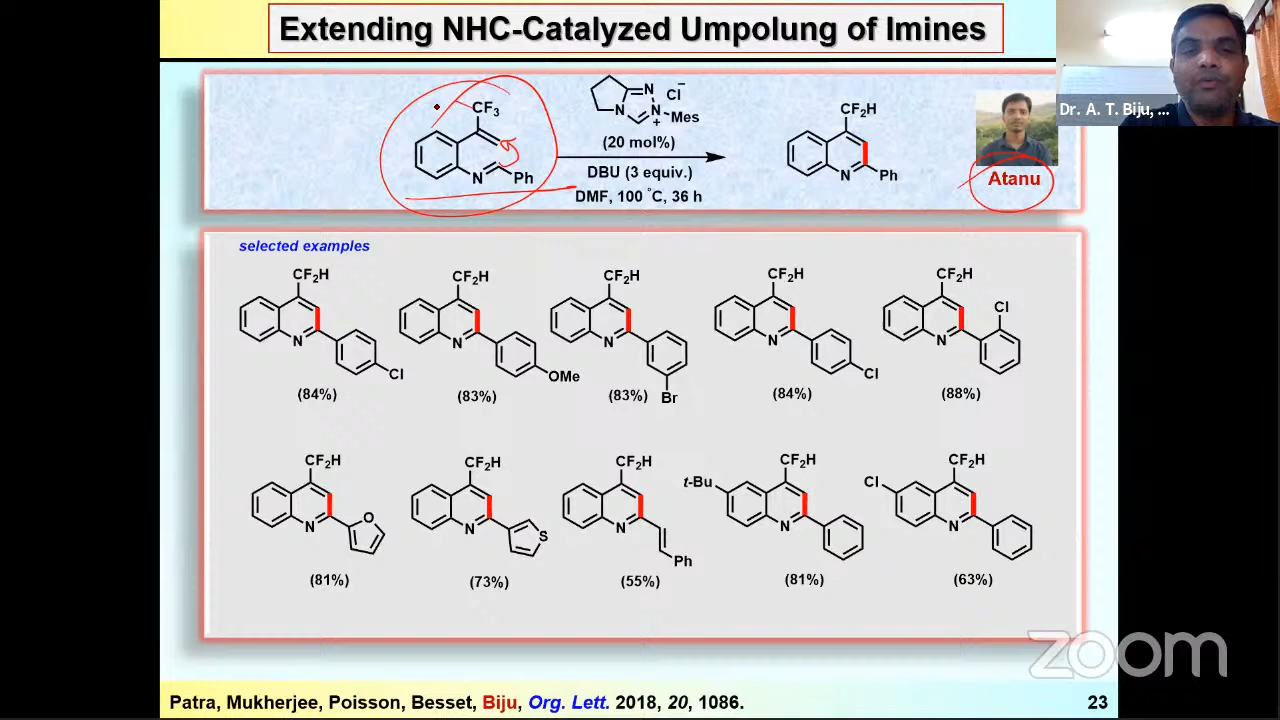 Extending NHC-Catalyzed Umpolung of Imines
Dr. A. T. Biju, ...
CF3
N
Ph
N
N
N
+
Mes
Cl−
(20 mol%)
DBU (3 equiv.)
DMF, 100 °C, 36 h
CF2H
N
Ph
Atanu
selected examples
CF2H
N
Cl
(84%)
CF2H
N
OMe
(83%)
CF2H
N
Br
(83%)
CF2H
N
Cl
(84%)
CF2H
N
Cl
(88%)
CF2H
N
O
(81%)
CF2H
N
S
(73%)
CF2H
N
Ph
(55%)
CF2H
t-Bu
N
(81%)
CF2H
Cl
N
(63%)
zoom
Patra, Mukherjee, Poisson, Besset, Biju, Org. Lett. 2018, 20, 1086.
23